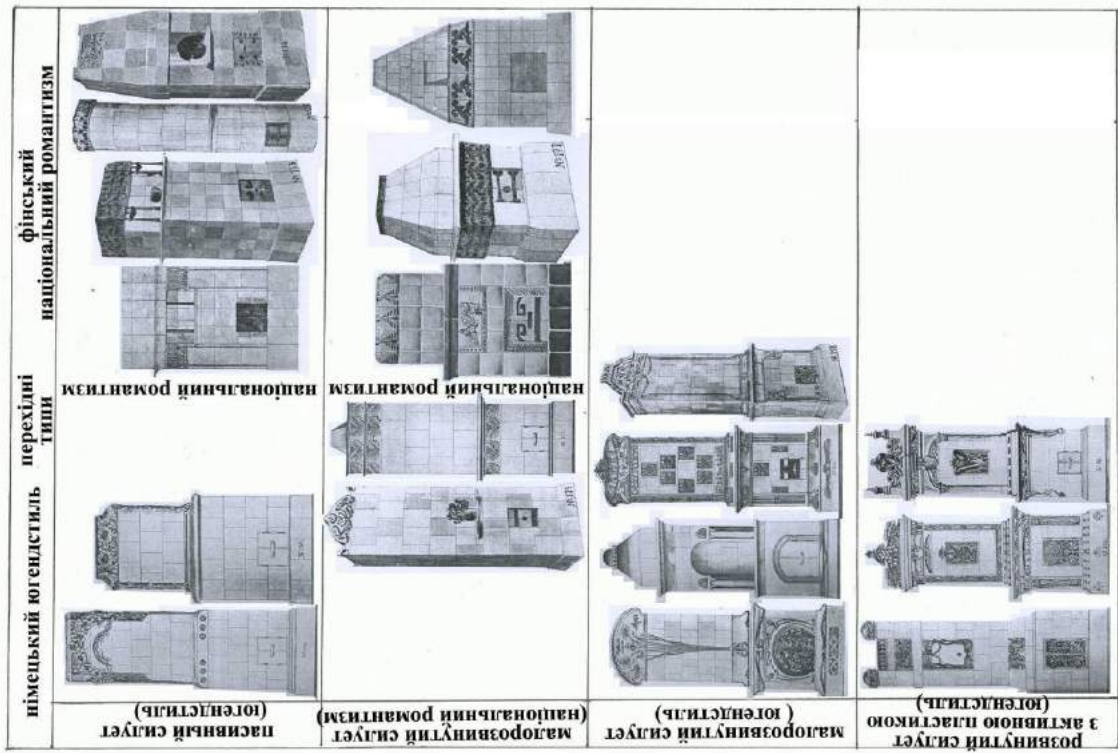 німецький югендстиль
перехідні
типи
фінський
національний романтизм
пасивный силует
(югендстиль)
національний романтизм
малорозвинутий силует
(національний романтизм)
національний романтизм
малорозвинутий силует
( югендстиль)
розвинутий силует
з активною пластикою
(югендстиль)